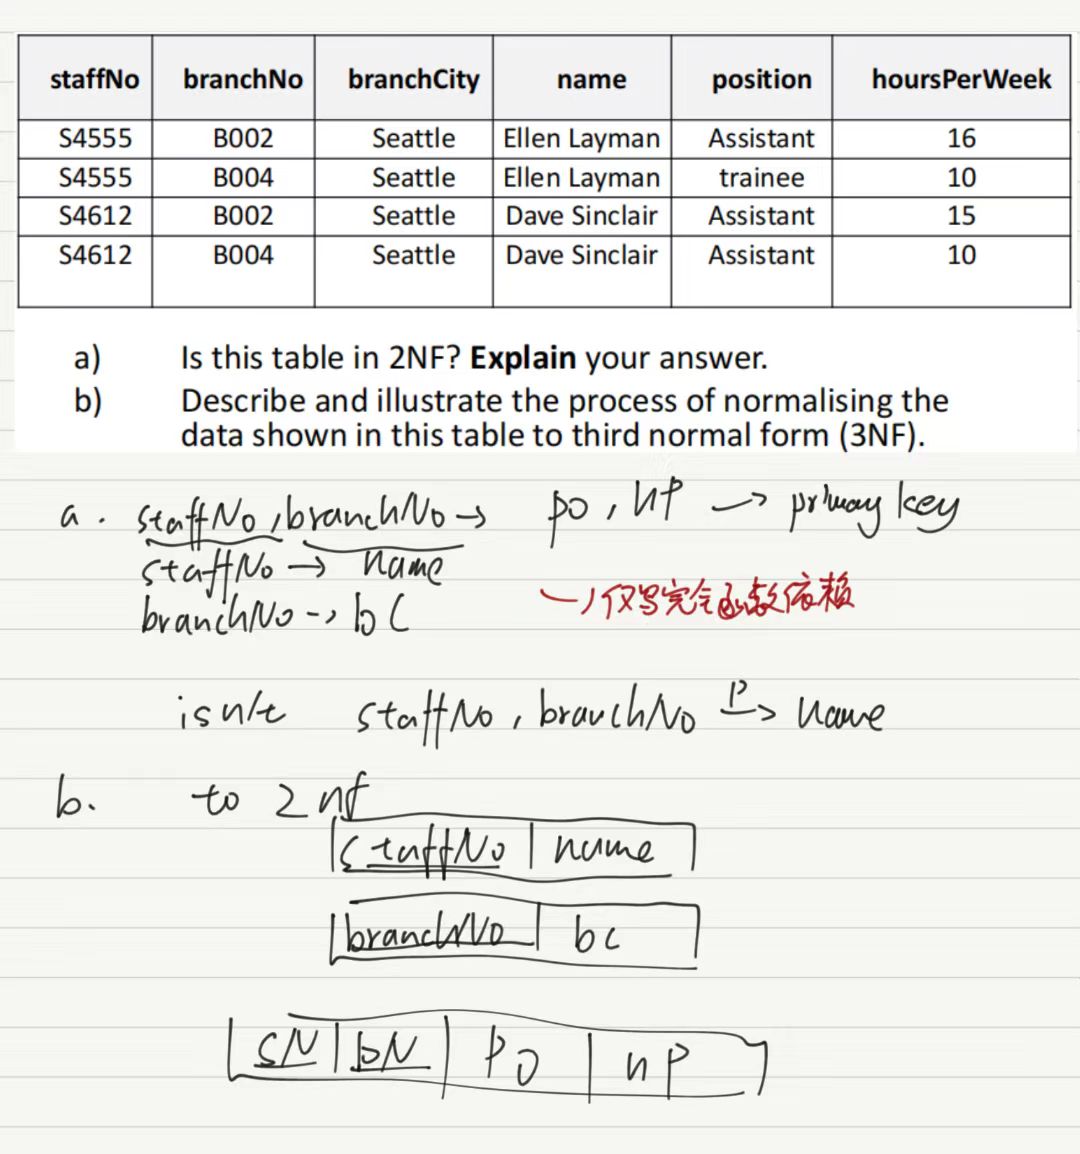 staffNo branchNo branchCity name position hoursPerWeek
S4555 B002 Seattle Ellen Layman Assistant 16
S4555 B004 Seattle Ellen Layman trainee 10
S4612 B002 Seattle Dave Sinclair Assistant 15
S4612 B004 Seattle Dave Sinclair Assistant 10
a) Is this table in 2NF? Explain your answer.
b) Describe and illustrate the process of normalising the
data shown in this table to third normal form (3NF).
a. staffNo, branchNo → po, hP → primary key
staffNo → name
branchNo → bC
→ 仅写完全函数依赖
isn't staffNo, branchNo P→ name
b. to 2nf
staffNo | name
branchNo | bc
sN | bN | po | hP